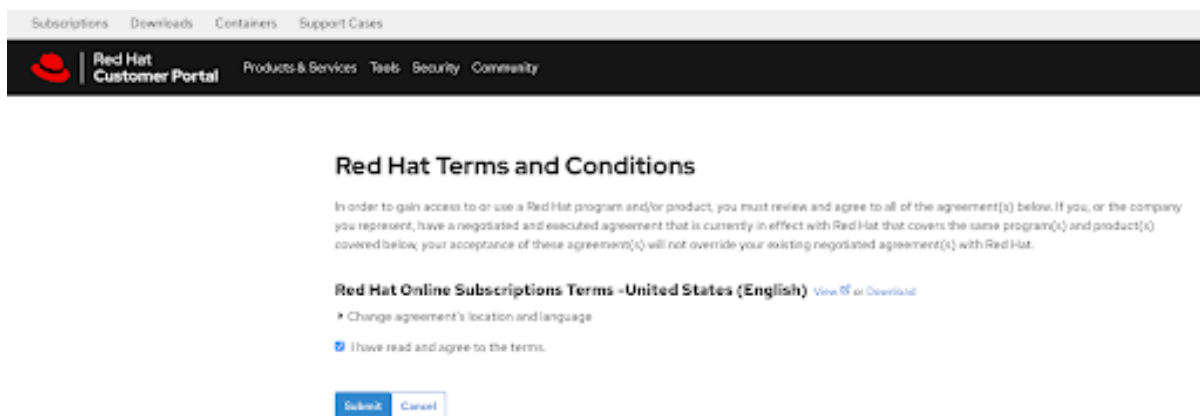 Subscriptions Downloads Containers Support Cases
Red Hat
Customer Portal
Products & Services Tools Security Community
Red Hat Terms and Conditions
In order to gain access to or use a Red Hat program and/or product, you must review and agree to all of the agreement(s) below. If you, or the company
you represent, have a negotiated and executed agreement that is currently in effect with Red Hat that covers the same program(s) and product(s)
covered below, your acceptance of these agreement(s) will not override your existing negotiated agreement(s) with Red Hat.
Red Hat Online Subscriptions Terms -United States (English) View or Download
Change agreement's location and language
I have read and agree to the terms.
Submit Cancel